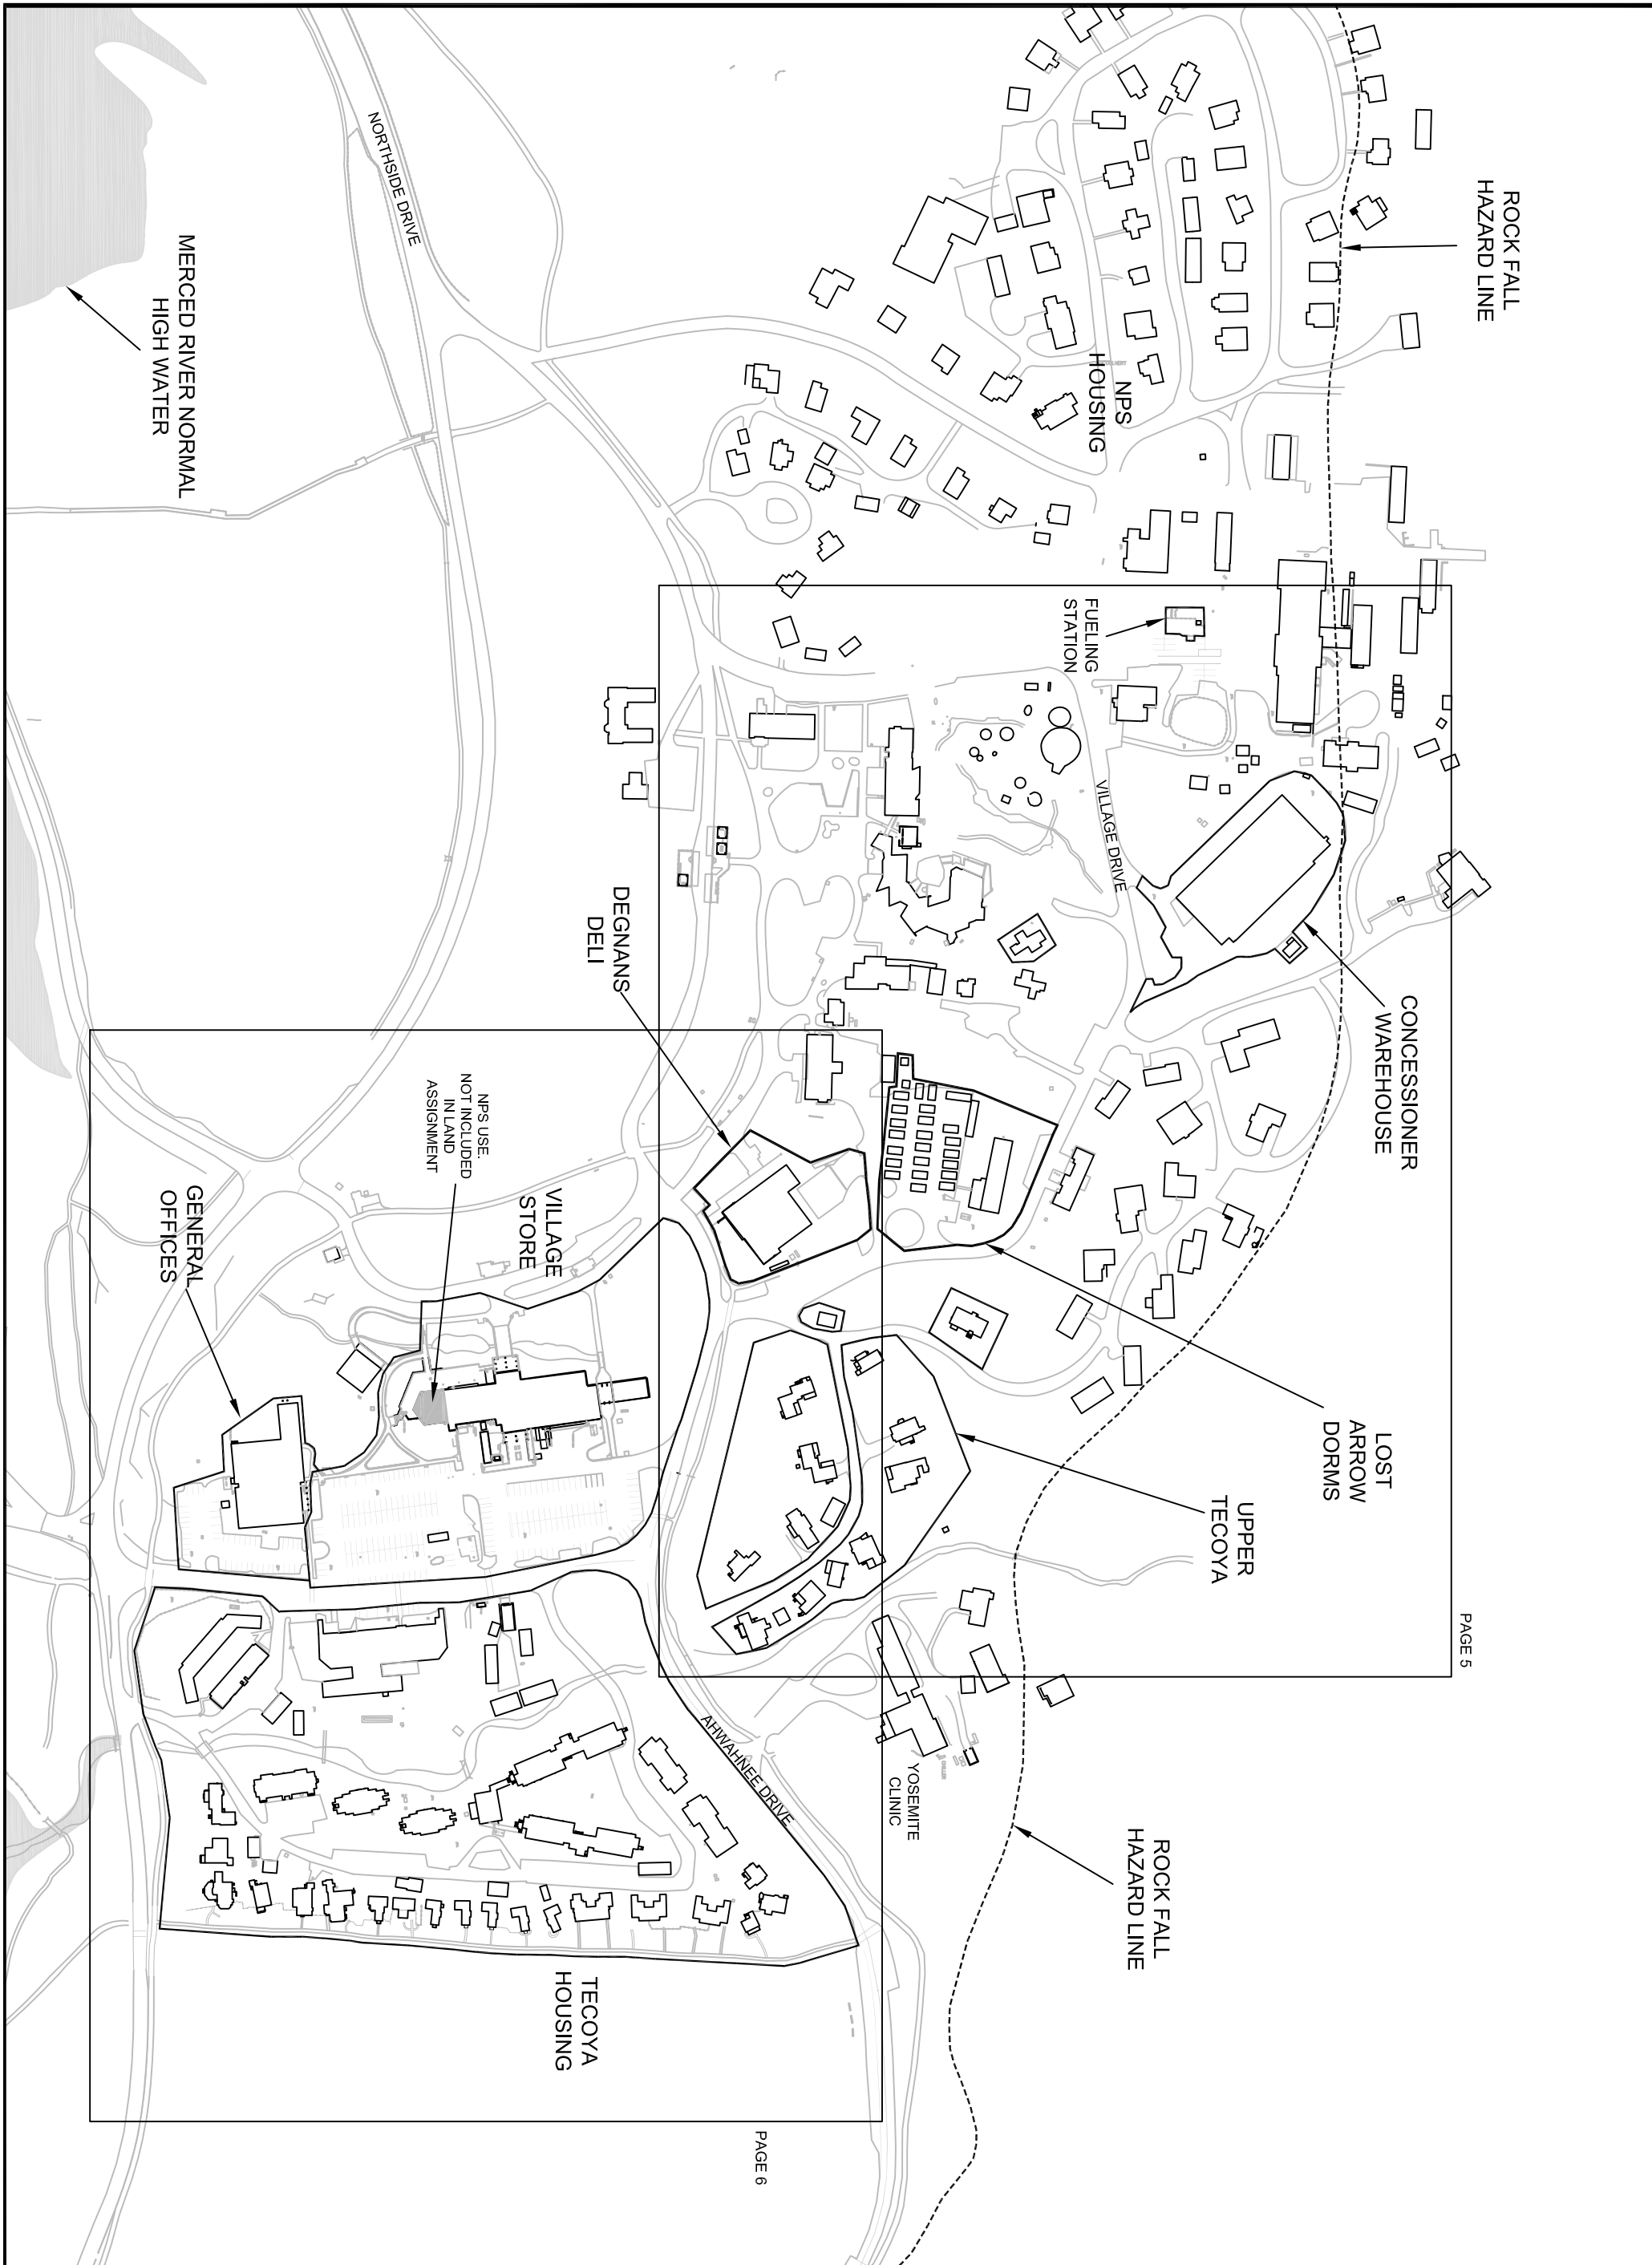 ROCK FALL
HAZARD LINE
NORTHSIDE DRIVE
MERCED RIVER NORMAL
HIGH WATER
NPS
HOUSING
FUELING
STATION
VILLAGE DRIVE
CONCESSIONER
WAREHOUSE
DEGNANS
DELI
NPS USE.
NOT INCLUDED
IN LAND
ASSIGNMENT
VILLAGE
STORE
GENERAL
OFFICES
LOST
ARROW
DORMS
UPPER
TECOYA
PAGE 5
AHWAHNEE DRIVE
YOSEMITE
CLINIC
ROCK FALL
HAZARD LINE
TECOYA
HOUSING
PAGE 6